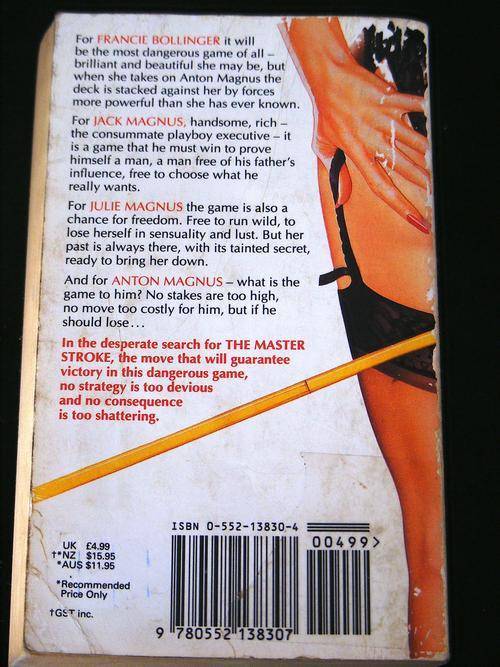 For FRANCIE BOLLINGER it will
be the most dangerous game of all –
brilliant and beautiful she may be, but
when she takes on Anton Magnus the
deck is stacked against her by forces
more powerful than she has ever known.
For JACK MAGNUS, handsome, rich –
the consummate playboy executive – it
is a game that he must win to prove
himself a man, a man free of his father's
influence, free to choose what he
really wants.
For JULIE MAGNUS the game is also a
chance for freedom. Free to run wild, to
lose herself in sensuality and lust. But her
past is always there, with its tainted secret,
ready to bring her down.
And for ANTON MAGNUS – what is the
game to him? No stakes are too high,
no move too costly for him, but if he
should lose...
In the desperate search for THE MASTER
STROKE, the move that will guarantee
victory in this dangerous game,
no strategy is too devious
and no consequence
is too shattering.
ISBN 0-552-13830-4
00499>
UK £4.99
†*NZ $15.95
*AUS $11.95
*Recommended
Price Only
†GST inc.
9 780552 138307